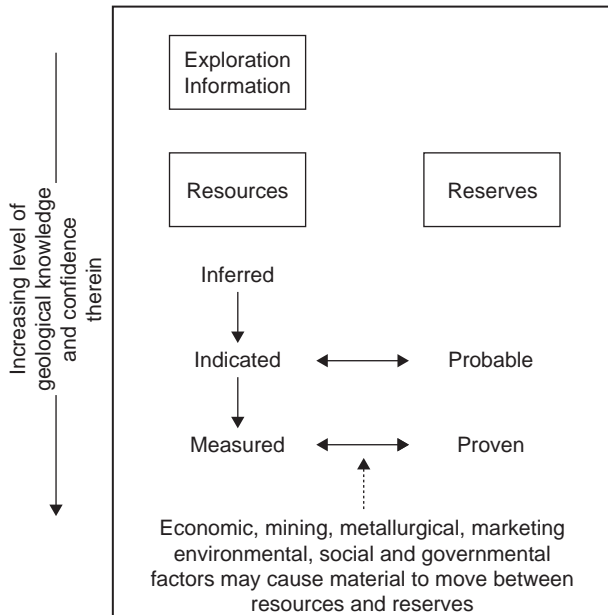 Increasing level of
geological knowledge
and confidence
therein
Exploration
Information
Resources
Reserves
Inferred
Indicated
Probable
Measured
Proven
Economic, mining, metallurgical, marketing
environmental, social and governmental
factors may cause material to move between
resources and reserves